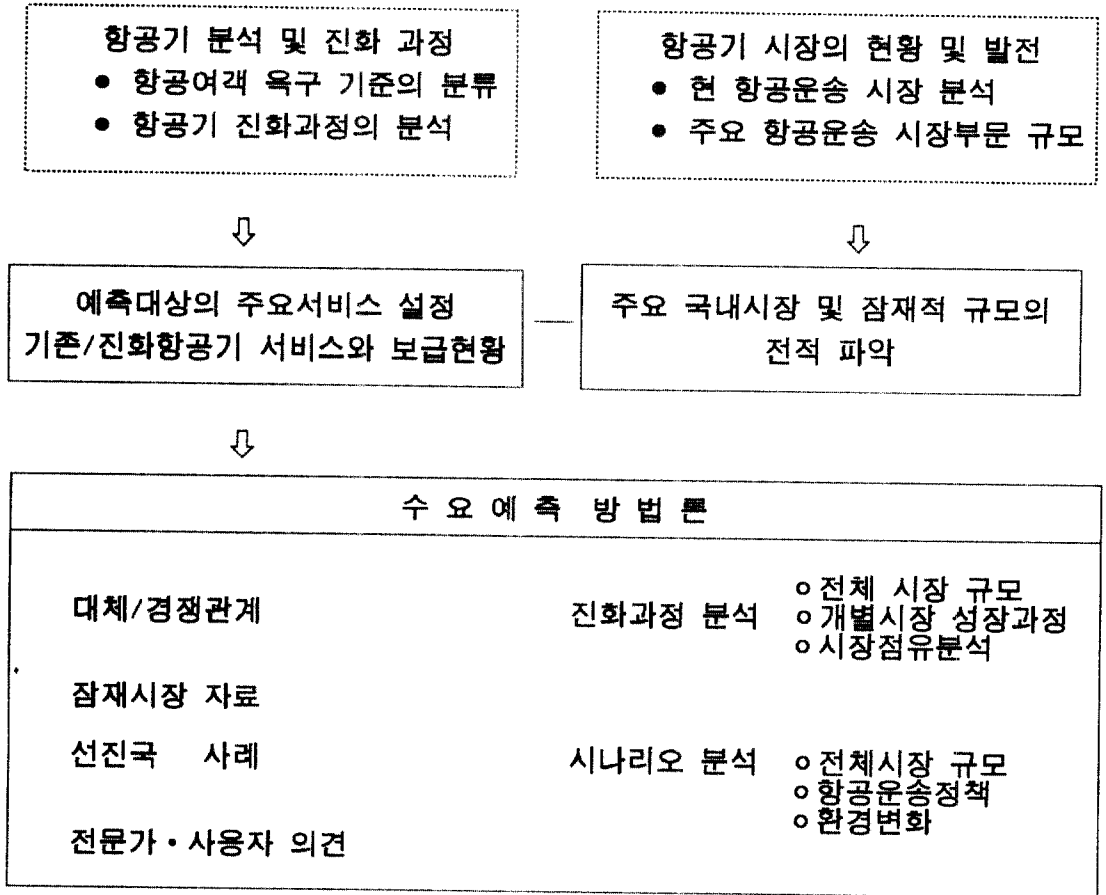 항공기 분석 및 진화 과정
● 항공여객 욕구 기준의 분류
● 항공기 진화과정의 분석
항공기 시장의 현황 및 발전
● 현 항공운송 시장 분석
● 주요 항공운송 시장부문 규모
예측대상의 주요서비스 설정
기존/진화항공기 서비스와 보급현황
주요 국내시장 및 잠재적 규모의
전적 파악
수 요 예 측 방 법 론
대체/경쟁관계
잠재시장 자료
선진국 사례
전문가・사용자 의견
진화과정 분석
o 전체 시장 규모
o 개별시장 성장과정
o 시장점유분석
시나리오 분석
o 전체시장 규모
o 항공운송정책
o 환경변화